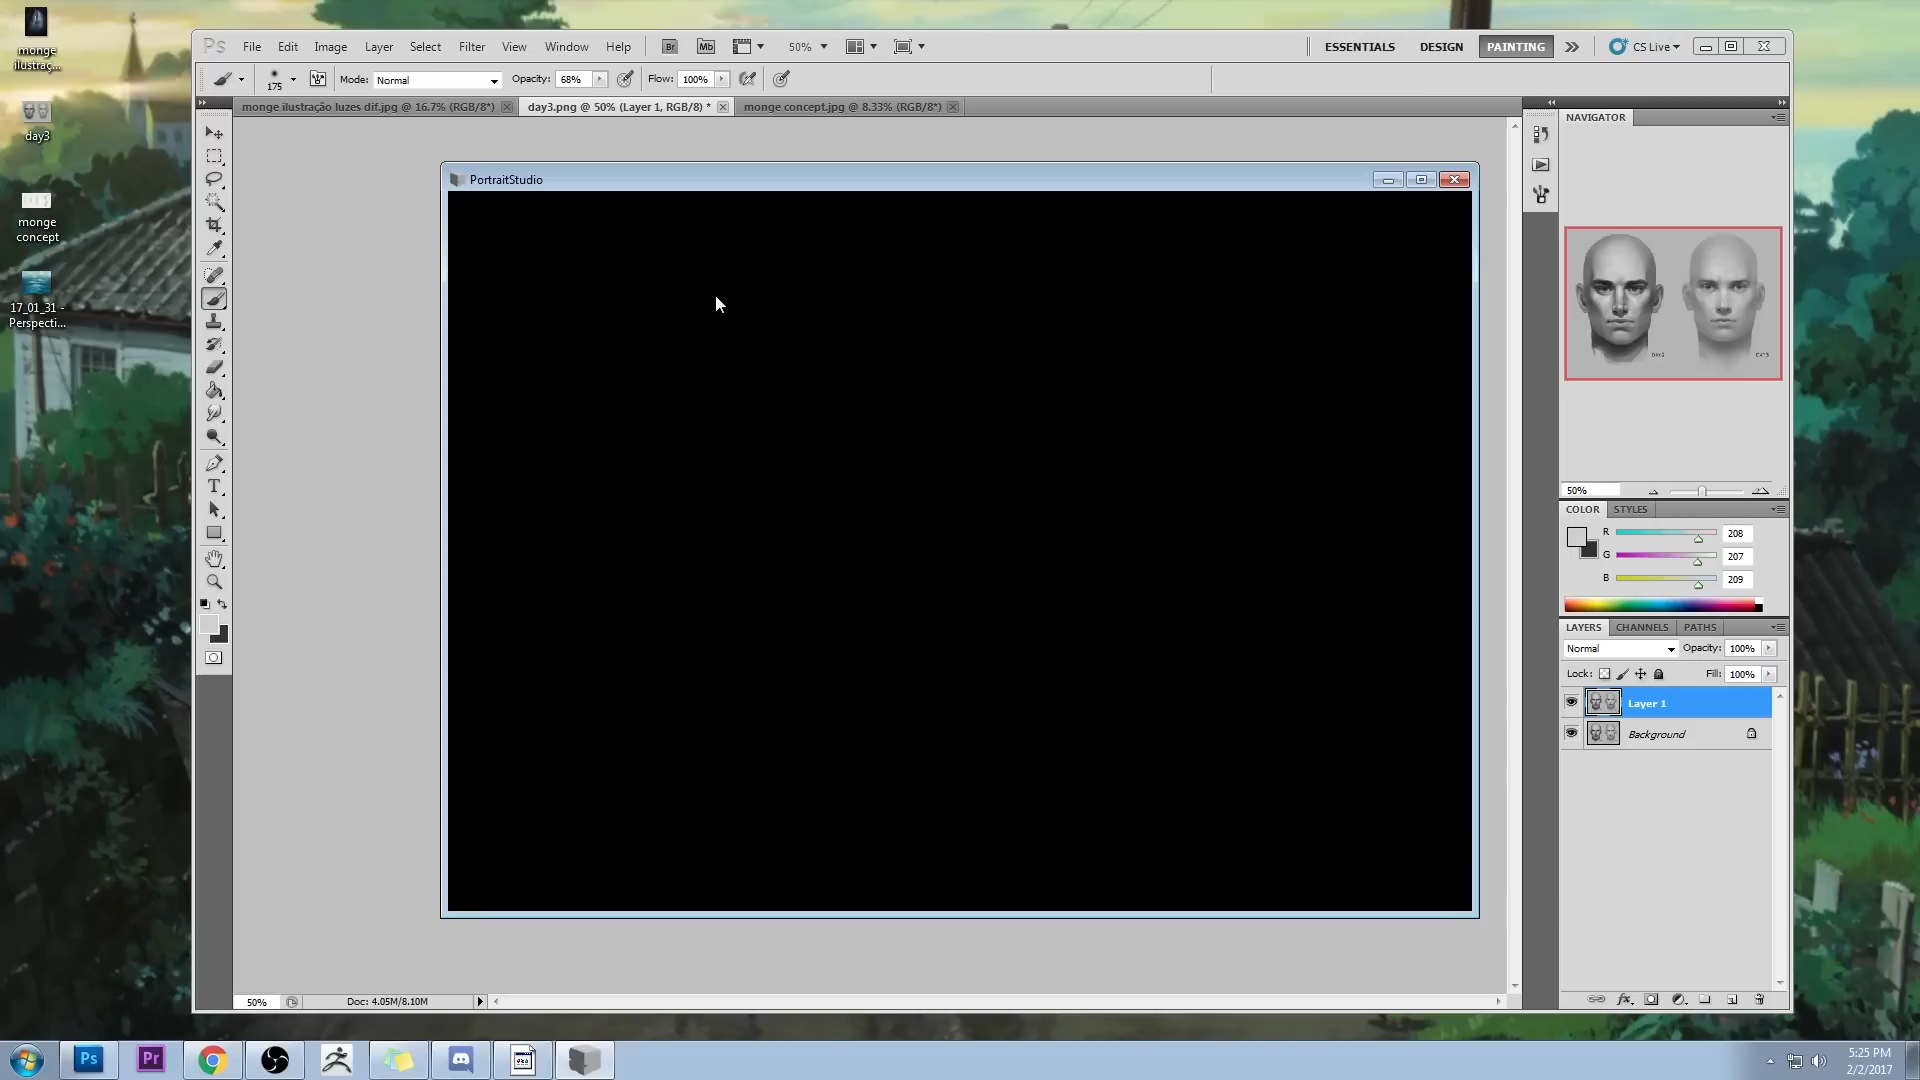 monge
ilustraç...
day3
monge
concept
17_01_31 -
Perspecti...
Ps
File Edit Image Layer Select Filter View Window Help Br Mb 50% ESSENTIALS DESIGN PAINTING CS Live
175 Mode: Normal Opacity: 68% Flow: 100%
monge ilustração luzes dif.jpg @ 16.7% (RGB/8*) day3.png @ 50% (Layer 1, RGB/8) * monge concept.jpg @ 8.33% (RGB/8*)
PortraitStudio
NAVIGATOR
DAY3
50%
COLOR STYLES
R 208
G 207
B 209
LAYERS CHANNELS PATHS
Normal Opacity: 100%
Lock: Fill: 100%
Layer 1
Background
T
fx
50% Doc: 4.05M/8.10M
Ps Pr
5:25 PM
2/2/2017